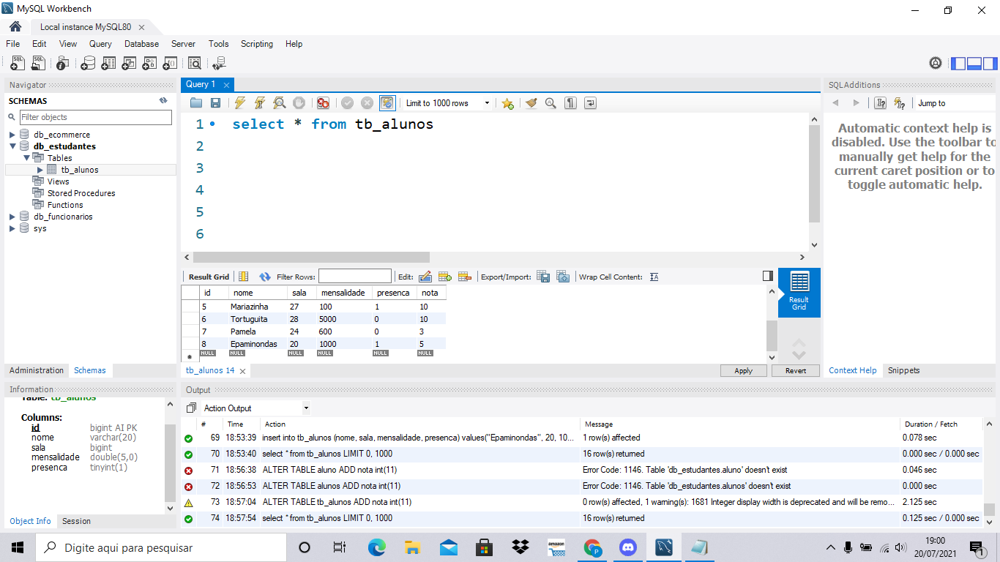 MySQL Workbench
Local instance MySQL80
File Edit View Query Database Server Tools Scripting Help
Navigator
SCHEMAS
Filter objects
db_ecommerce
db_estudantes
Tables
tb_alunos
Views
Stored Procedures
Functions
db_funcionarios
sys
Administration Schemas
Information
Table: tb_alunos
Columns:
id bigint AI PK
nome varchar(20)
sala bigint
mensalidade double(5,0)
presenca tinyint(1)
Object Info Session
Query 1
Limit to 1000 rows
1 select * from tb_alunos
2
3
4
5
6
Result Grid Filter Rows: Edit: Export/Import: Wrap Cell Content:
id nome sala mensalidade presenca nota
5 Mariazinha 27 100 1 10
6 Tortuguita 28 5000 0 10
7 Pamela 24 600 0 3
8 Epaminondas 20 1000 1 5
NULL NULL NULL NULL NULL NULL
Result
Grid
tb_alunos 14
Apply Revert
SQLAdditions
Jump to
Automatic context help is
disabled. Use the toolbar to
manually get help for the
current caret position or to
toggle automatic help.
Context Help Snippets
Output
Action Output
# Time Action Message Duration / Fetch
69 18:53:39 insert into tb_alunos (nome, sala, mensalidade, presenca) values("Epaminondas", 20, 10... 1 row(s) affected 0.078 sec
70 18:53:40 select * from tb_alunos LIMIT 0, 1000 16 row(s) returned 0.000 sec / 0.000 sec
71 18:56:38 ALTER TABLE aluno ADD nota int(11) Error Code: 1146. Table 'db_estudantes.aluno' doesn't exist 0.046 sec
72 18:56:53 ALTER TABLE alunos ADD nota int(11) Error Code: 1146. Table 'db_estudantes.alunos' doesn't exist 0.000 sec
73 18:57:04 ALTER TABLE tb_alunos ADD nota int(11) 0 row(s) affected, 1 warning(s): 1681 Integer display width is deprecated and will be remo... 2.125 sec
74 18:57:54 select * from tb_alunos LIMIT 0, 1000 16 row(s) returned 0.125 sec / 0.000 sec
Digite aqui para pesquisar
amazon
P
19:00
20/07/2021
1